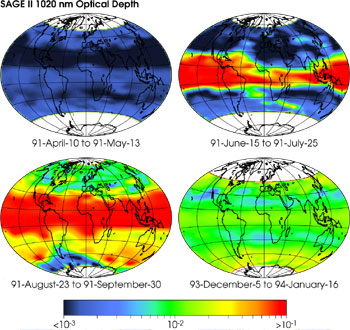 SAGE II 1020 nm Optical Depth
91-April-10 to 91-May-13
91-June-15 to 91-July-25
91-August-23 to 91-September-30
93-December-5 to 94-January-16
<10-3 10-2 >10-1